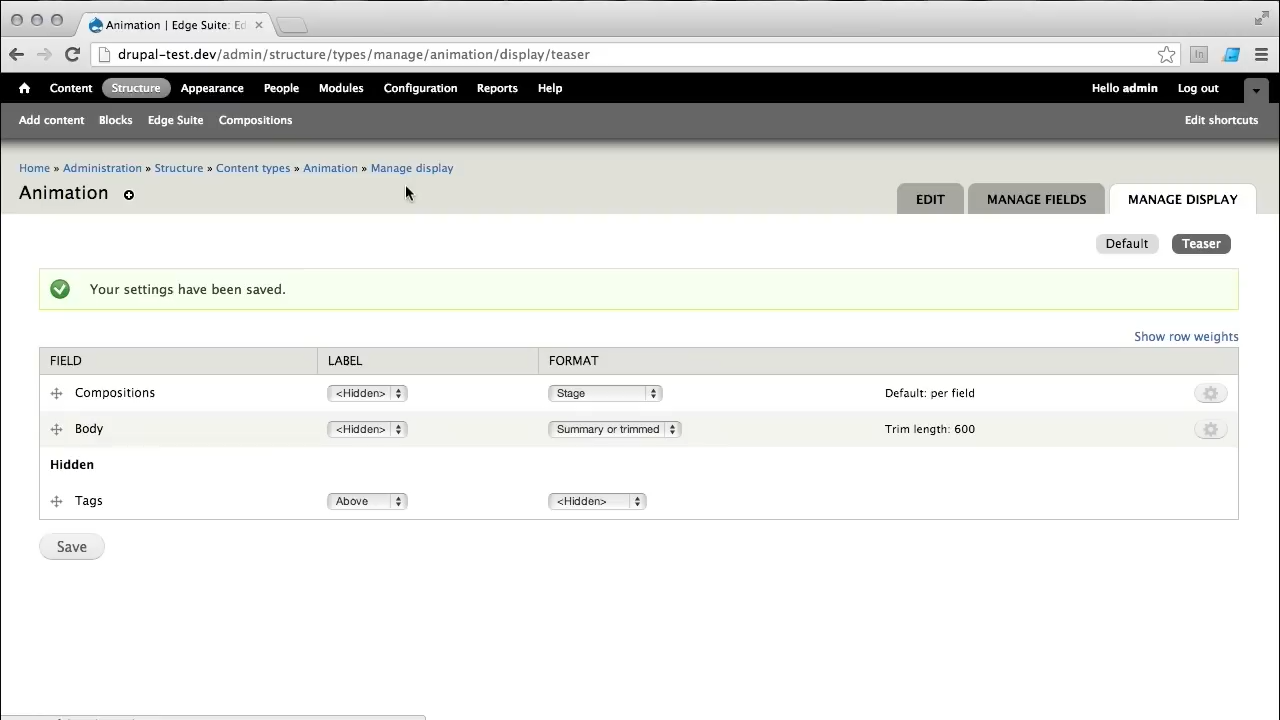 Animation | Edge Suite: Ed
drupal-test.dev/admin/structure/types/manage/animation/display/teaser
Content Structure Appearance People Modules Configuration Reports Help Hello admin Log out
Add content Blocks Edge Suite Compositions Edit shortcuts
Home » Administration » Structure » Content types » Animation » Manage display
Animation
EDIT MANAGE FIELDS MANAGE DISPLAY
Default Teaser
Your settings have been saved.
Show row weights
FIELD LABEL FORMAT
Compositions <Hidden> Stage Default: per field
Body <Hidden> Summary or trimmed Trim length: 600
Hidden
Tags Above <Hidden>
Save